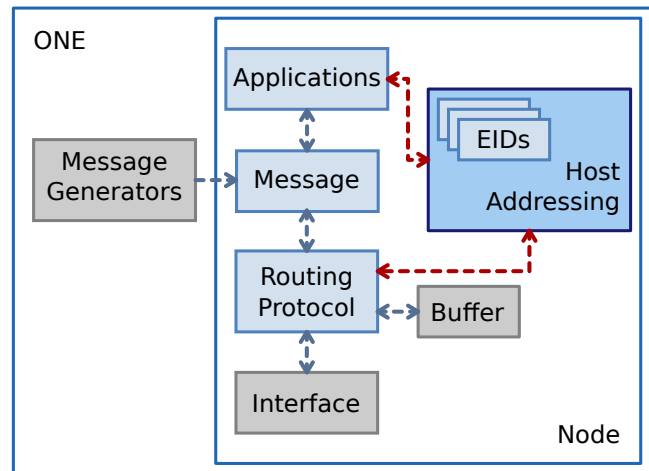 ONE
Applications
EIDs
Host
Addressing
Message
Generators
Message
Routing
Protocol
Buffer
Interface
Node